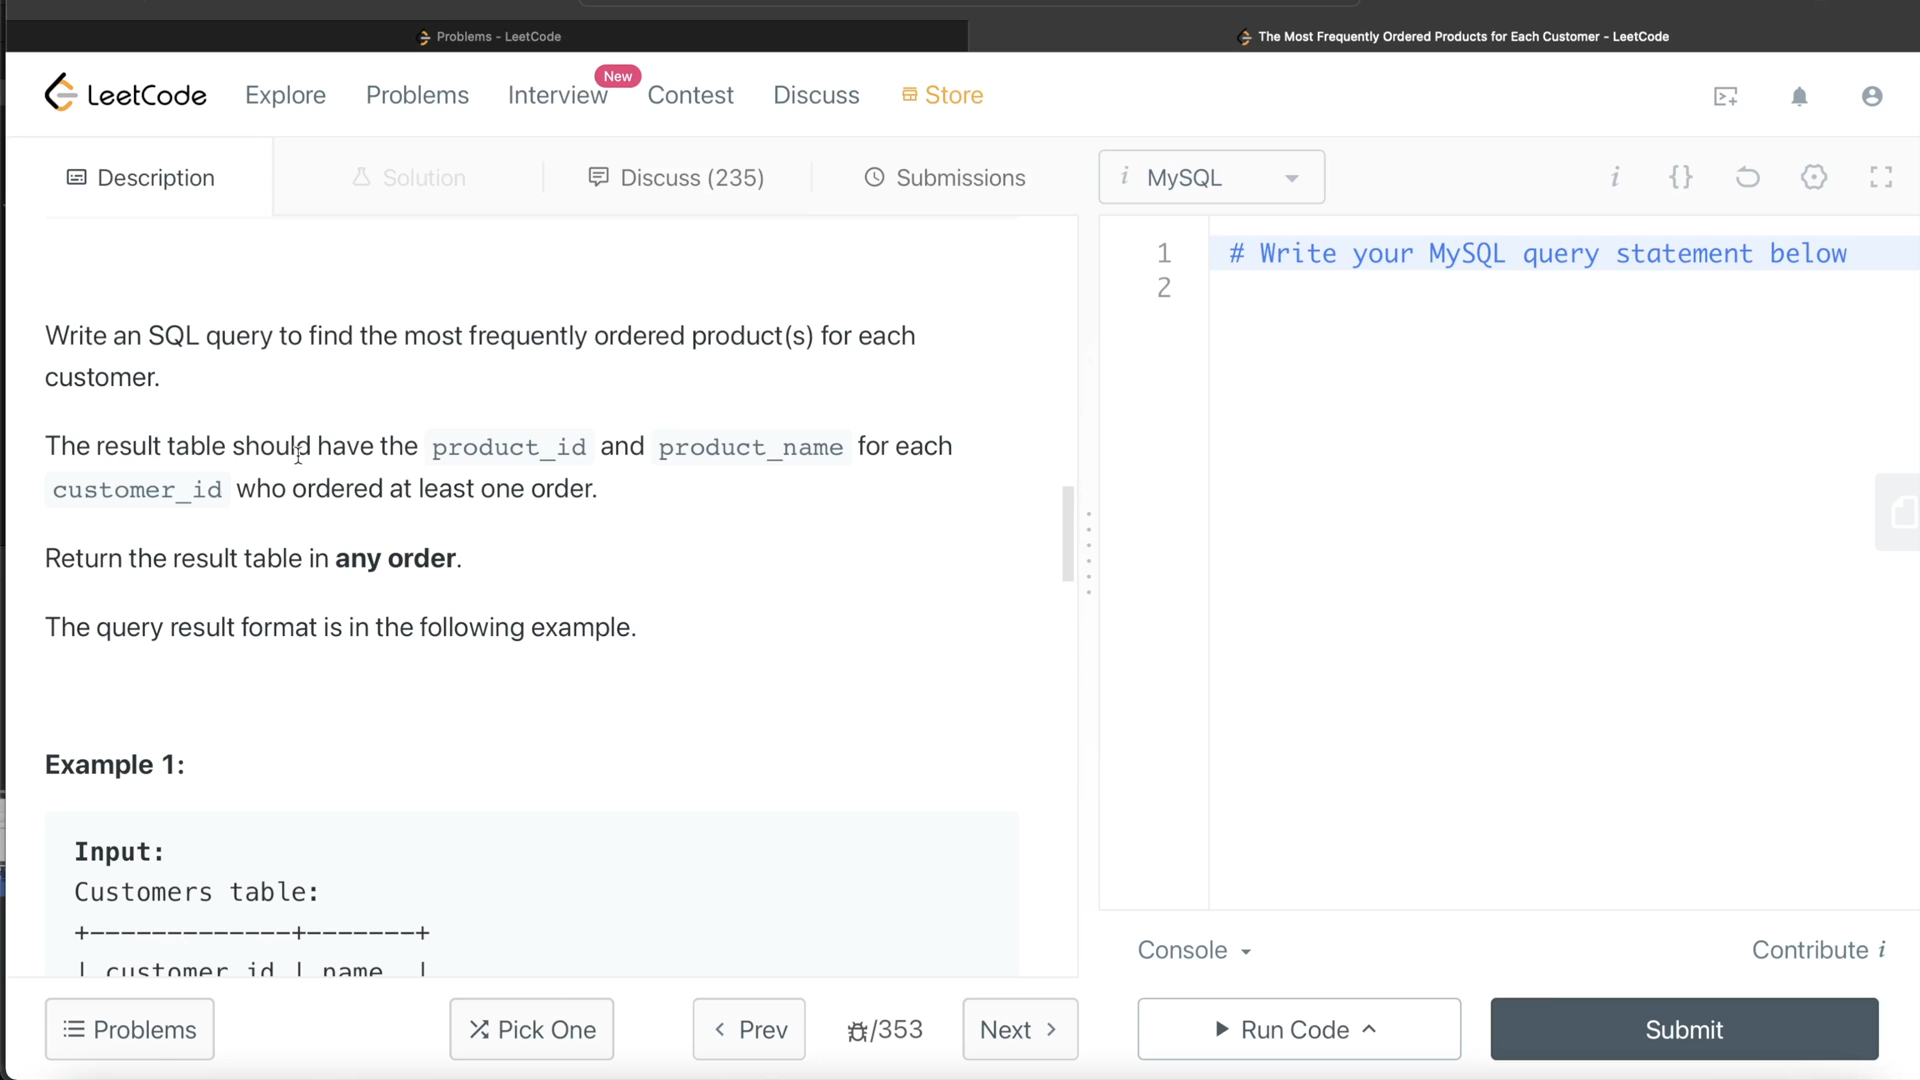 Problems - LeetCode
The Most Frequently Ordered Products for Each Customer - LeetCode
LeetCode
Explore
Problems
Interview
New
Contest
Discuss
Store
Description
Solution
Discuss (235)
Submissions
i MySQL
i
{}
1
# Write your MySQL query statement below
2
Write an SQL query to find the most frequently ordered product(s) for each
customer.
The result table should have the product_id and product_name for each
customer_id who ordered at least one order.
Return the result table in any order.
The query result format is in the following example.
Example 1:
Input:
Customers table:
+-------------+-------+
| customer_id | name |
Console
Contribute i
Problems
Pick One
Prev
/353
Next
Run Code
Submit